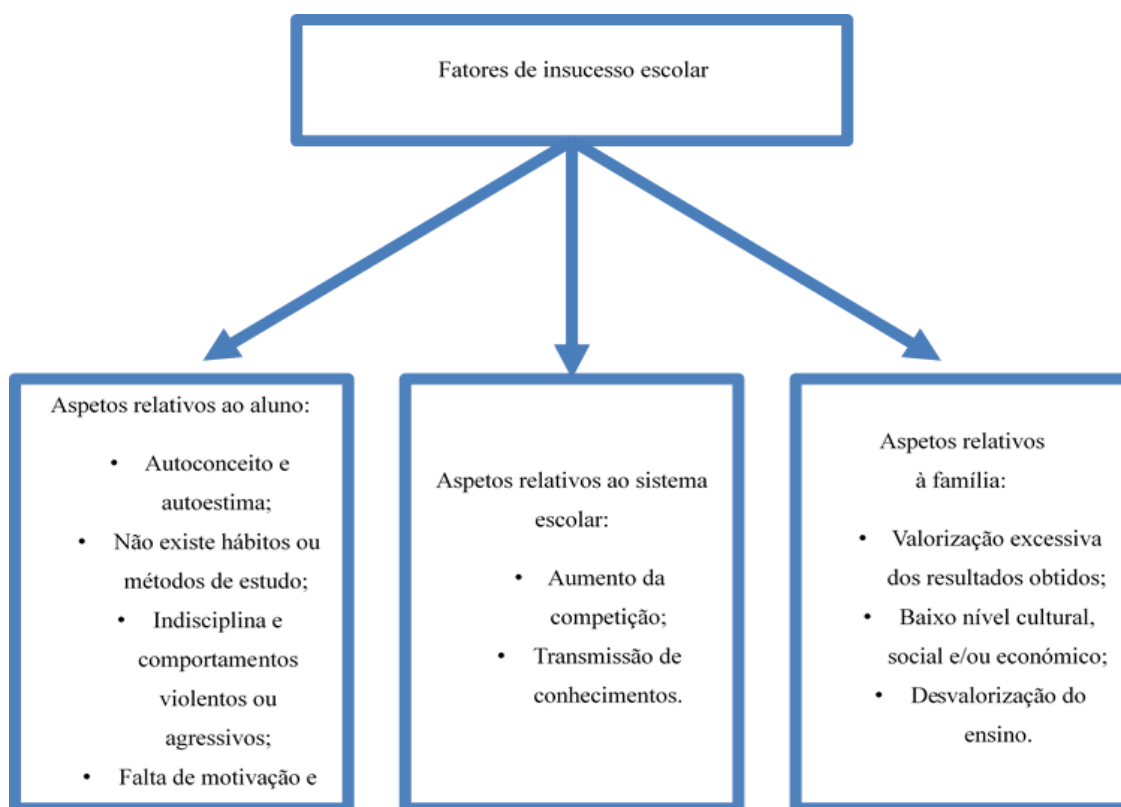 Fatores de insucesso escolar
Aspetos relativos ao aluno:
• Autoconceito e
autoestima;
• Não existe hábitos ou
métodos de estudo;
• Indisciplina e
comportamentos
violentos ou
agressivos;
• Falta de motivação e
Aspetos relativos ao sistema
escolar:
• Aumento da
competição;
• Transmissão de
conhecimentos.
Aspetos relativos
à família:
• Valorização excessiva
dos resultados obtidos;
• Baixo nível cultural,
social e/ou económico;
• Desvalorização do
ensino.